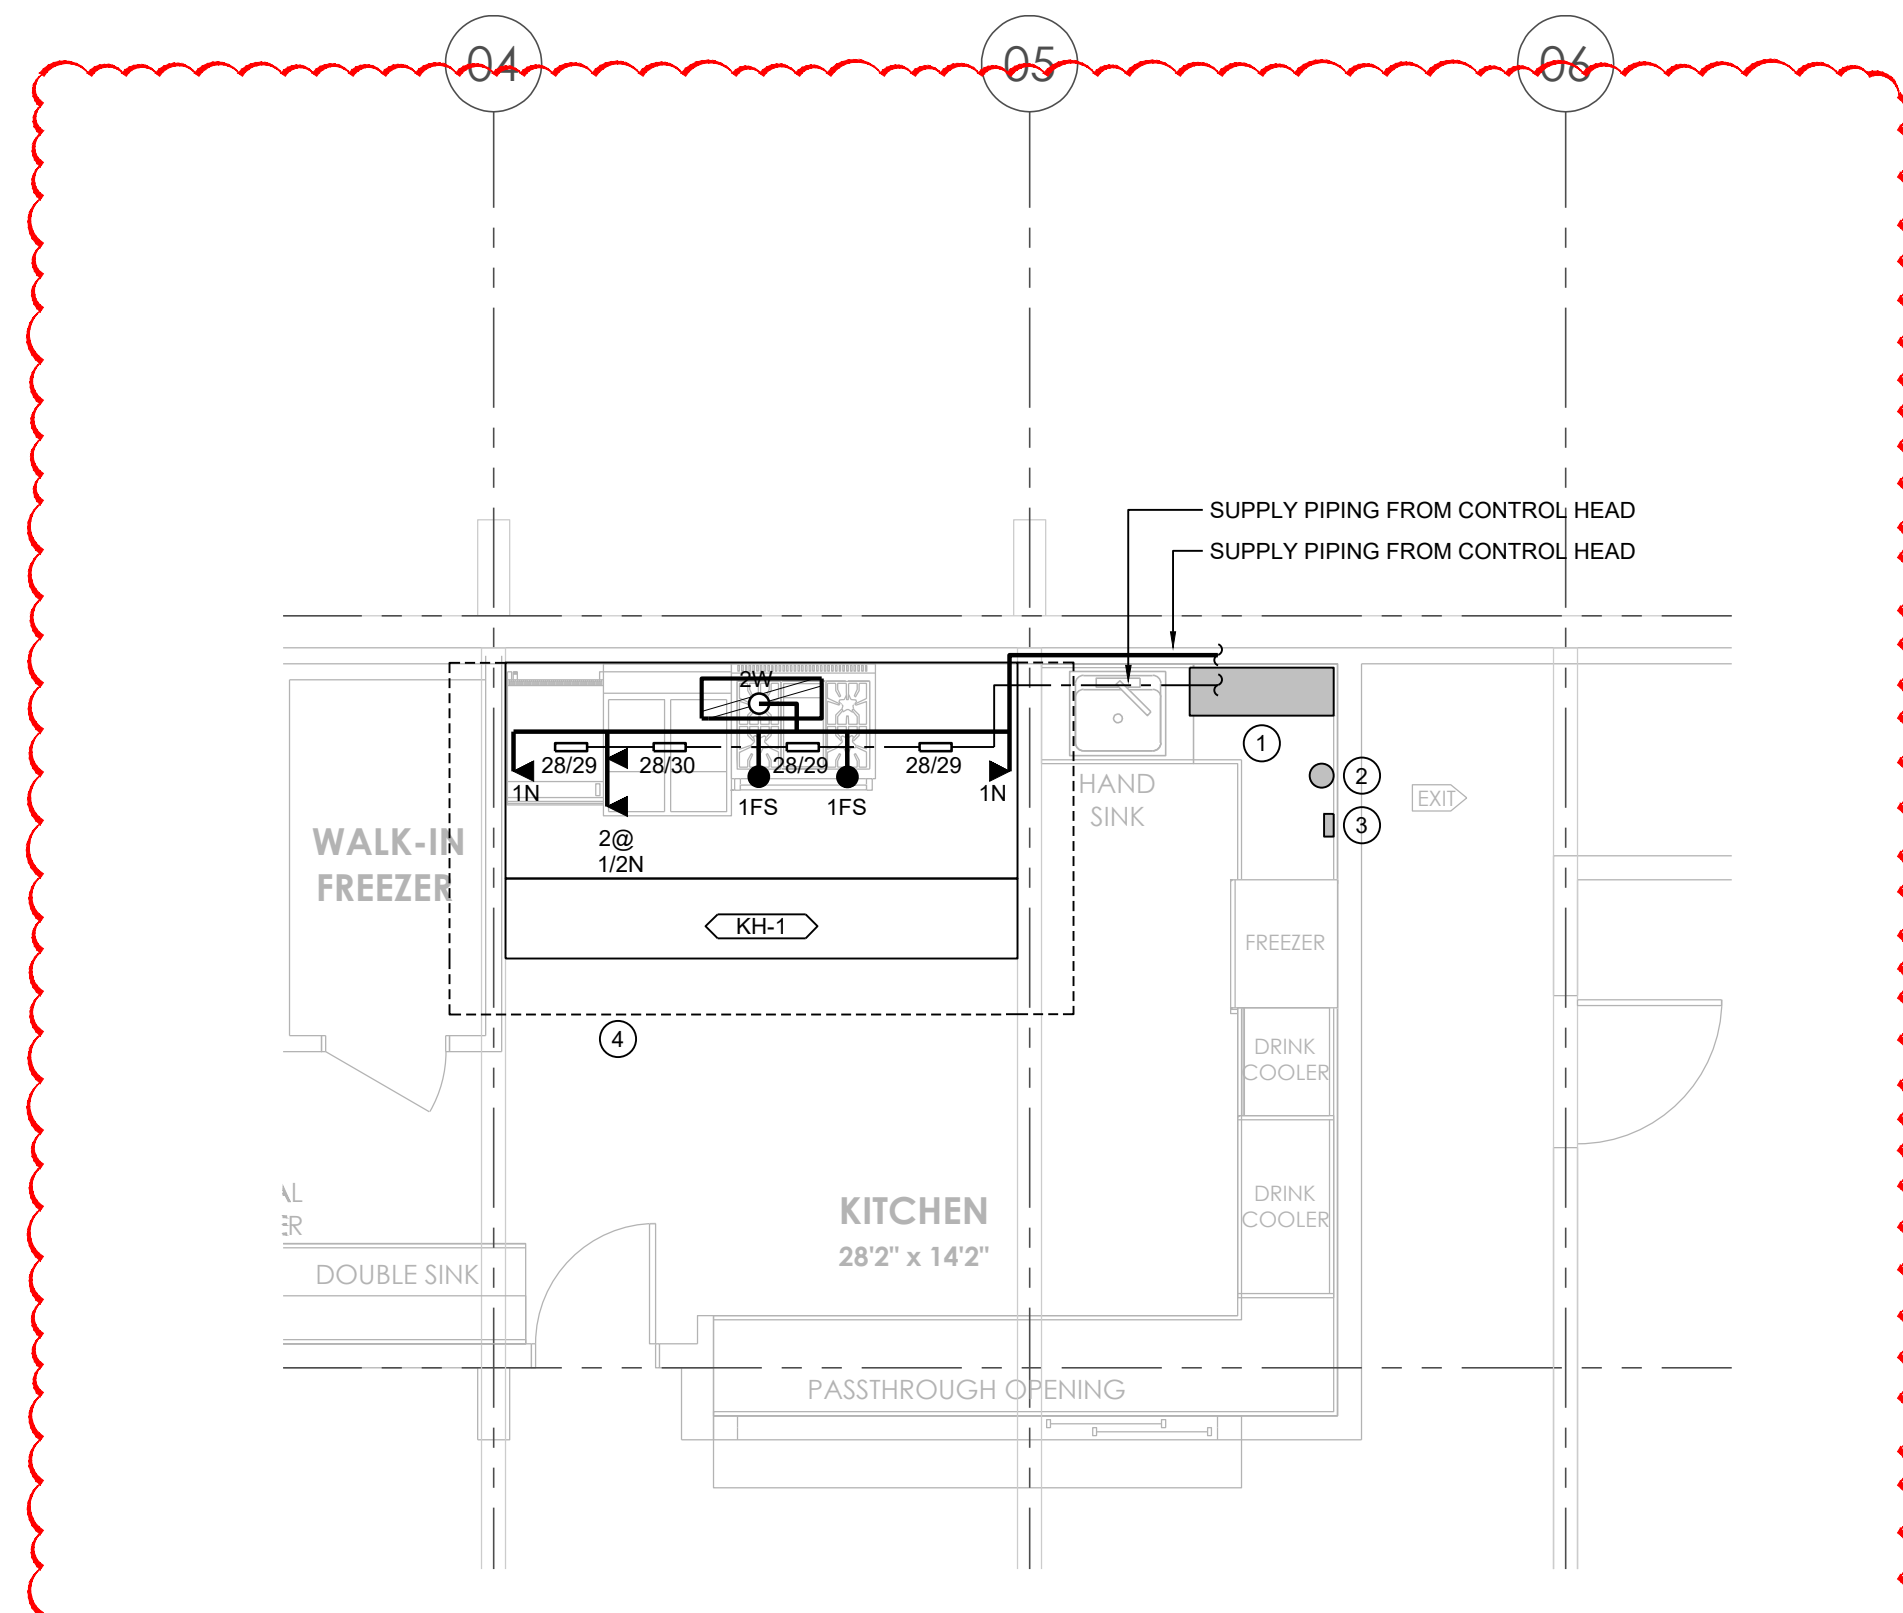 04
05
06
SUPPLY PIPING FROM CONTROL HEAD
SUPPLY PIPING FROM CONTROL HEAD
2W
1
28/29
28/30
28/29
28/29
2
1N
1FS
1FS
1N
HAND
SINK
EXIT
3
2@
1/2N
WALK-IN
FREEZER
KH-1
FREEZER
4
DRINK
COOLER
AL
ER
KITCHEN
28'2" x 14'2"
DRINK
COOLER
DOUBLE SINK
PASSTHROUGH OPENING